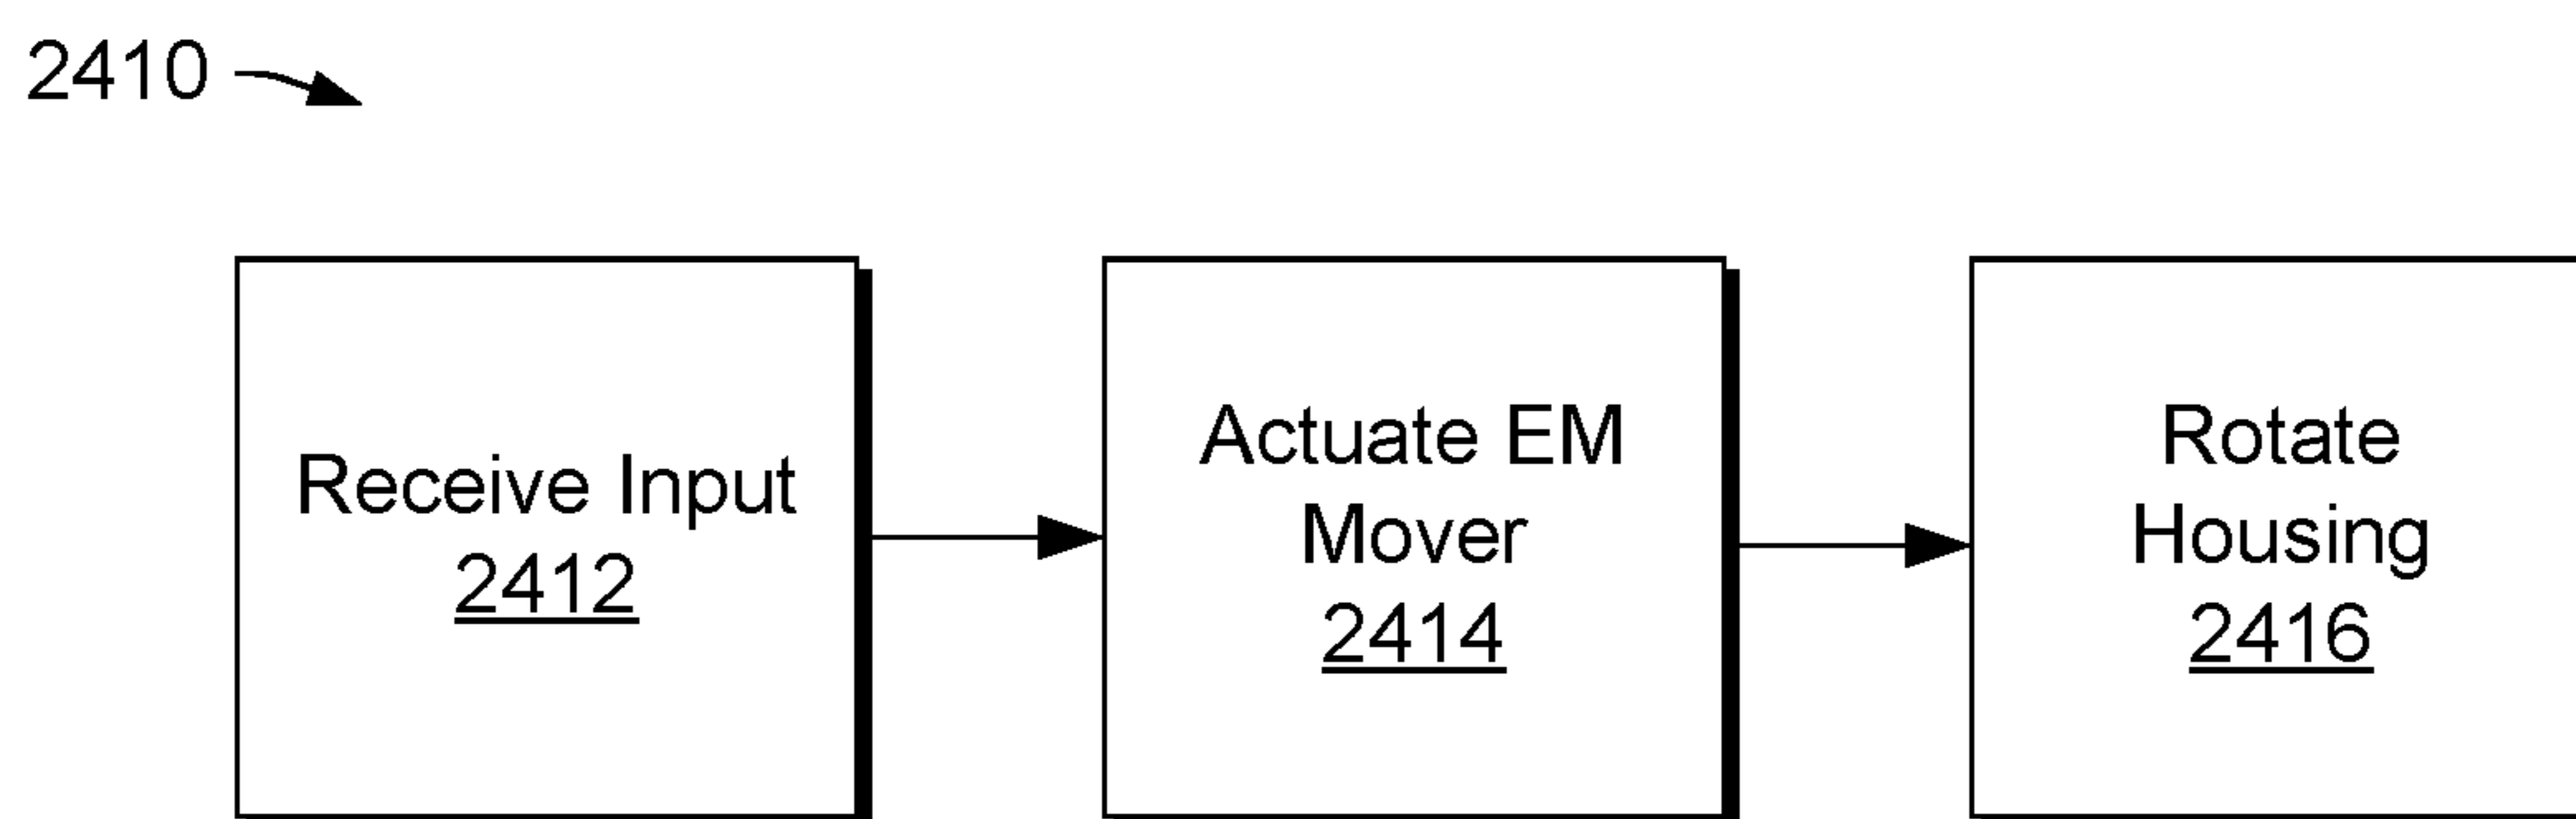 2410
Receive Input
2412
Actuate EM
Mover
2414
Rotate
Housing
2416